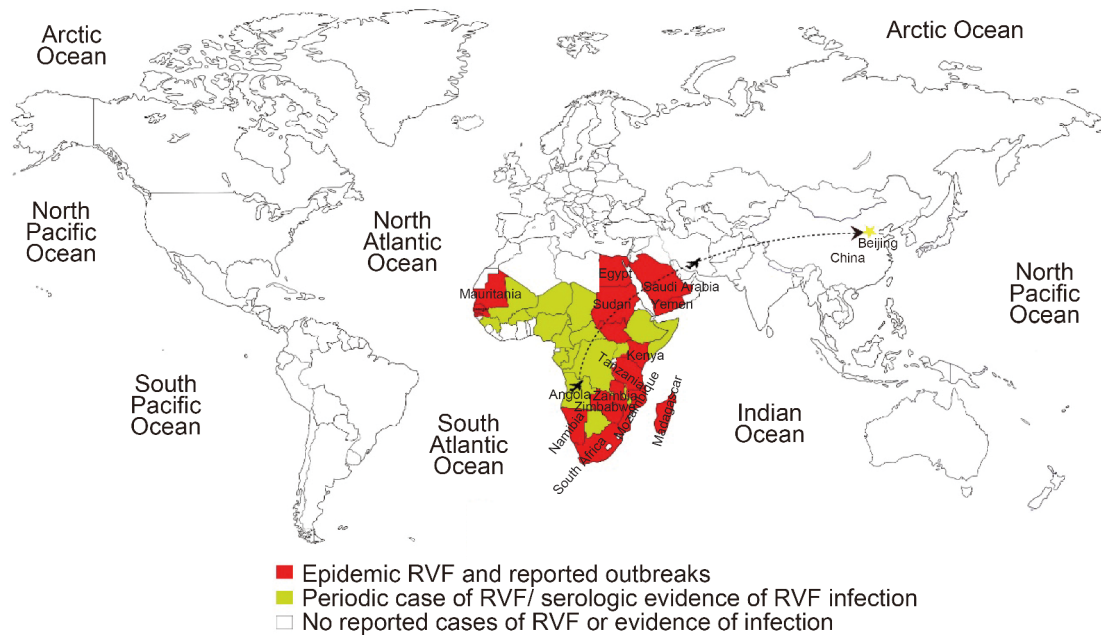 Arctic
Ocean
Arctic Ocean
North
Pacific
Ocean
North
Atlantic
Ocean
Beijing
China
North
Pacific
Ocean
Egypt
Saudi Arabia
Mauritania
Sudan
Yemen
Kenya
Tanzania
South
Pacific
Ocean
Angola
Zambia
Zimbabwe
Mozambique
Madagascar
Namibia
South Africa
South
Atlantic
Ocean
Indian
Ocean
Epidemic RVF and reported outbreaks
Periodic case of RVF/ serologic evidence of RVF infection
No reported cases of RVF or evidence of infection